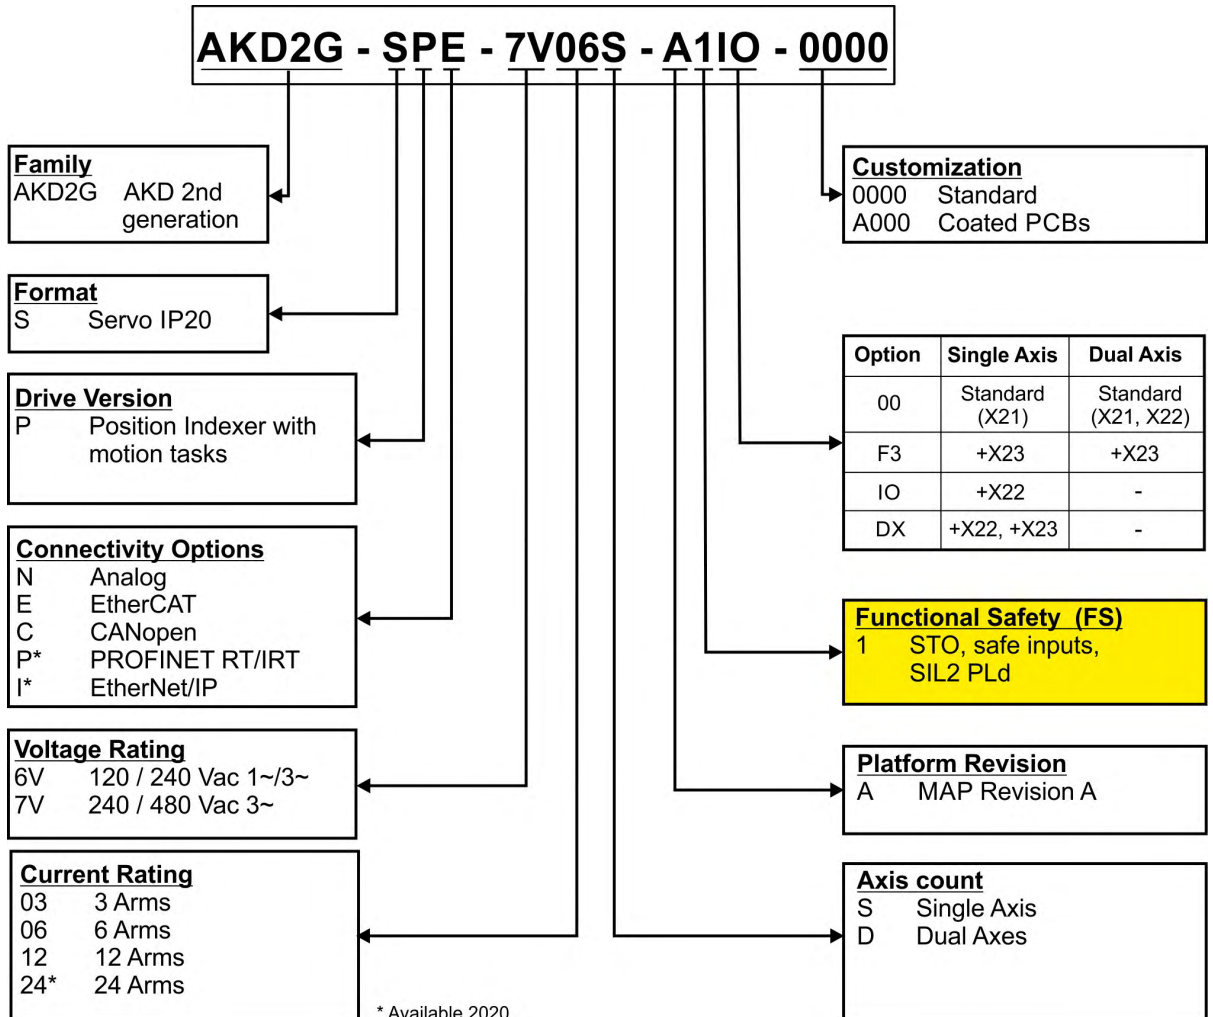 AKD2G - SPE - 7V06S - A1IO - 0000
Family
AKD2G AKD 2nd
generation
Format
S Servo IP20
Drive Version
P Position Indexer with
motion tasks
Connectivity Options
N Analog
E EtherCAT
C CANopen
P* PROFINET RT/IRT
I* EtherNet/IP
Voltage Rating
6V 120 / 240 Vac 1~/3~
7V 240 / 480 Vac 3~
Current Rating
03 3 Arms
06 6 Arms
12 12 Arms
24* 24 Arms
* Available 2020
Customization
0000 Standard
A000 Coated PCBs
Option Single Axis Dual Axis
00 Standard (X21) Standard (X21, X22)
F3 +X23 +X23
IO +X22 -
DX +X22, +X23 -
Functional Safety (FS)
1 STO, safe inputs,
SIL2 PLd
Platform Revision
A MAP Revision A
Axis count
S Single Axis
D Dual Axes